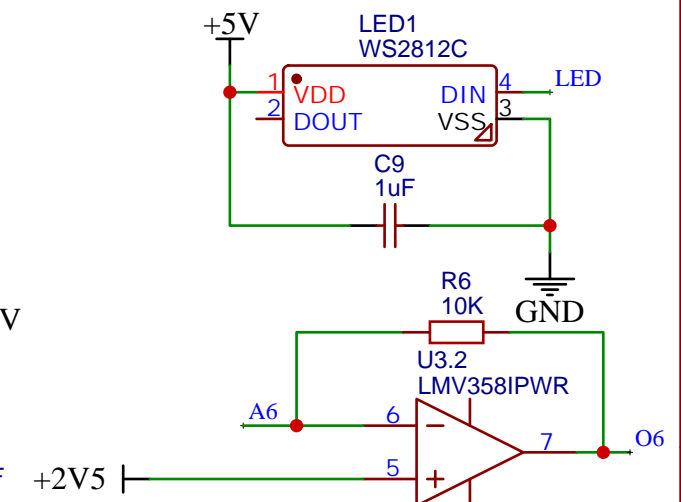 +5V
LED1
WS2812C
1
VDD
DIN
4
LED
2
DOUT
VSS
3
C9
1uF
GND
R6
10K
V
U3.2
LMV358IPWR
A6
6
7
O6
+2V5
5